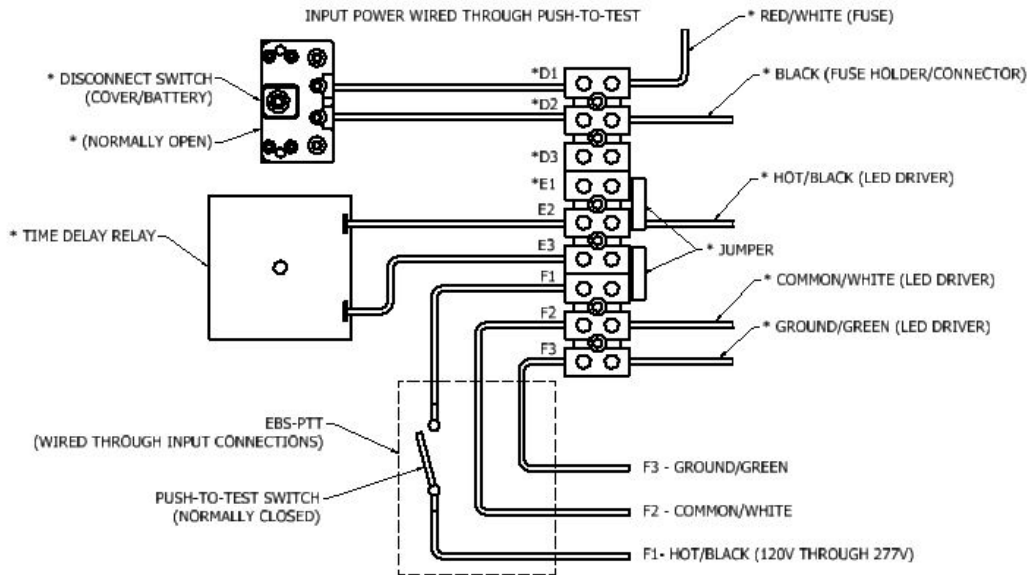 INPUT POWER WIRED THROUGH PUSH-TO-TEST
* RED/WHITE (FUSE)
* DISCONNECT SWITCH
(COVER/BATTERY)
* (NORMALLY OPEN)
*D1
* BLACK (FUSE HOLDER/CONNECTOR)
*D2
*D3
*E1
* HOT/BLACK (LED DRIVER)
E2
* TIME DELAY RELAY
E3
* JUMPER
F1
* COMMON/WHITE (LED DRIVER)
F2
* GROUND/GREEN (LED DRIVER)
F3
EBS-PTT
(WIRED THROUGH INPUT CONNECTIONS)
PUSH-TO-TEST SWITCH
(NORMALLY CLOSED)
F3 - GROUND/GREEN
F2 - COMMON/WHITE
F1- HOT/BLACK (120V THROUGH 277V)